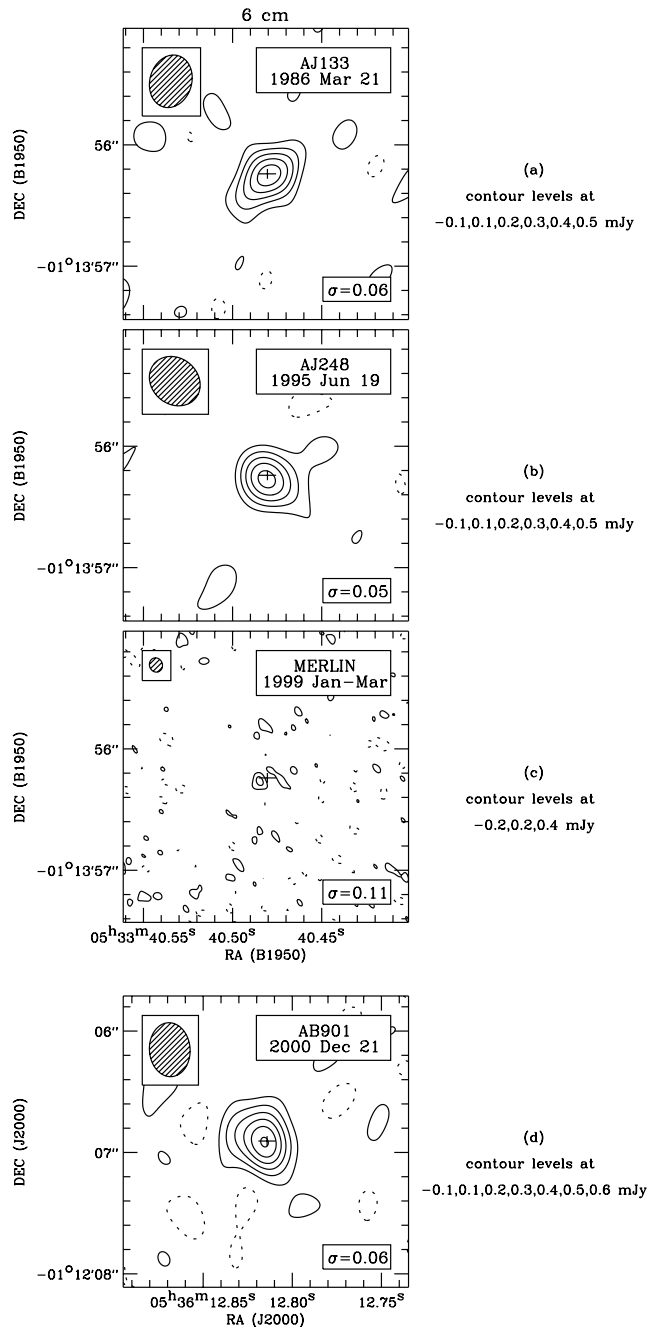 6 cm
AJ133
1986 Mar 21
56″
DEC (B1950)
−01°13′57″
σ=0.06
(a)
contour levels at
−0.1,0.1,0.2,0.3,0.4,0.5 mJy
AJ248
1995 Jun 19
56″
DEC (B1950)
−01°13′57″
σ=0.05
(b)
contour levels at
−0.1,0.1,0.2,0.3,0.4,0.5 mJy
MERLIN
1999 Jan−Mar
56″
DEC (B1950)
−01°13′57″
σ=0.11
(c)
contour levels at
−0.2,0.2,0.4 mJy
05ʰ33ᵐ40.55ˢ 40.50ˢ 40.45ˢ
RA (B1950)
AB901
2000 Dec 21
06″
DEC (J2000)
07″
−01°12′08″
σ=0.06
(d)
contour levels at
−0.1,0.1,0.2,0.3,0.4,0.5,0.6 mJy
05ʰ36ᵐ12.85ˢ 12.80ˢ 12.75ˢ
RA (J2000)